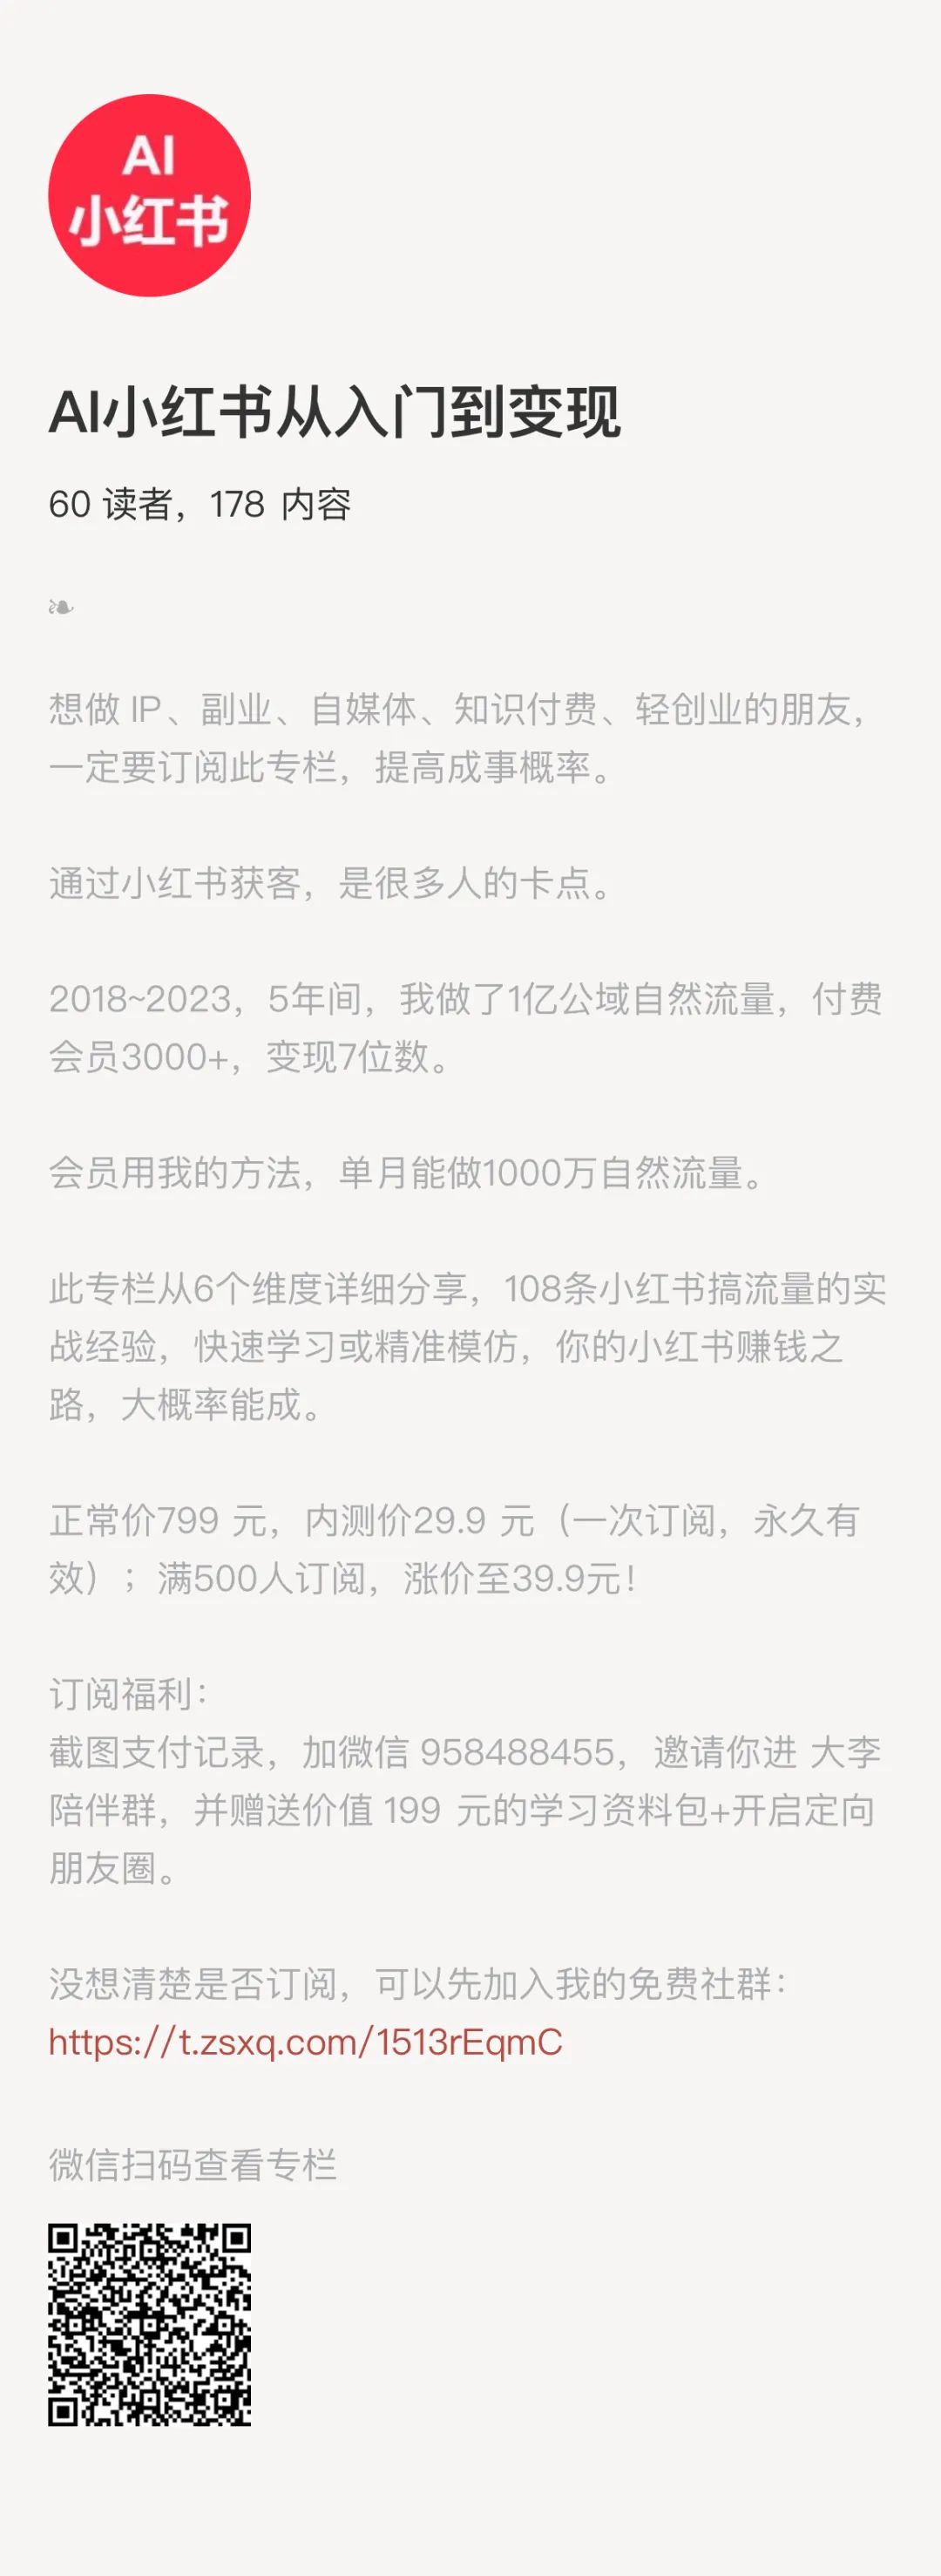 AI
小红书
AI小红书从入门到变现
60 读者，178 内容
❧
想做 IP、副业、自媒体、知识付费、轻创业的朋友，
一定要订阅此专栏，提高成事概率。
通过小红书获客，是很多人的卡点。
2018~2023，5年间，我做了1亿公域自然流量，付费
会员3000+，变现7位数。
会员用我的方法，单月能做1000万自然流量。
此专栏从6个维度详细分享，108条小红书搞流量的实
战经验，快速学习或精准模仿，你的小红书赚钱之
路，大概率能成。
正常价799 元，内测价29.9 元（一次订阅，永久有
效）；满500人订阅，涨价至39.9元！
订阅福利：
截图支付记录，加微信 958488455，邀请你进 大李
陪伴群，并赠送价值 199 元的学习资料包+开启定向
朋友圈。
没想清楚是否订阅，可以先加入我的免费社群：
https://t.zsxq.com/1513rEqmC
微信扫码查看专栏